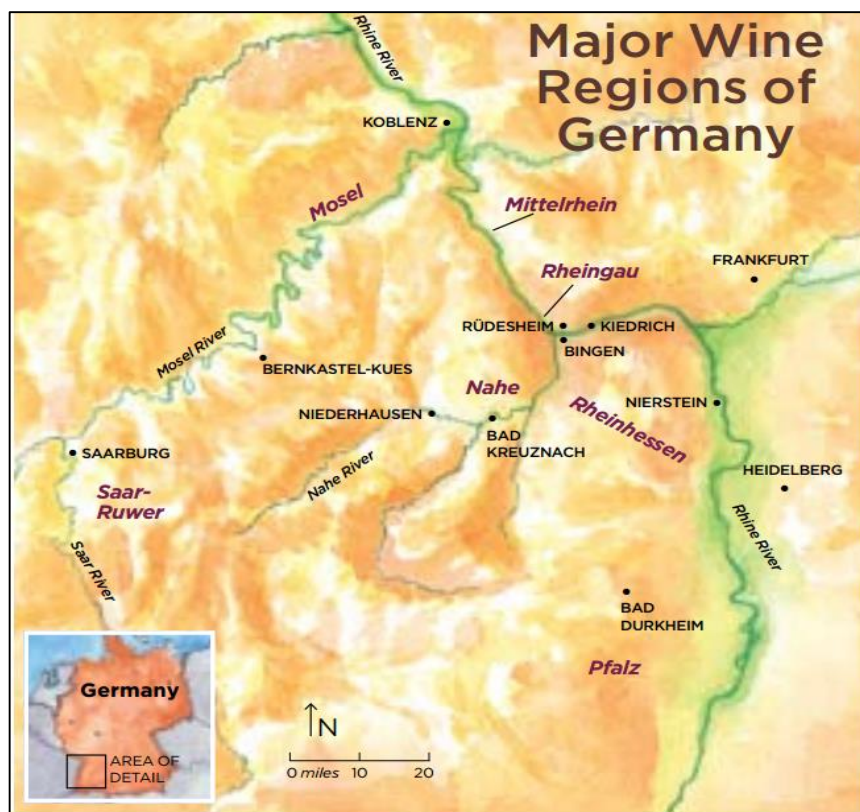 Major Wine
Regions of
Germany
Rhine River
KOBLENZ
Mosel
Mittelrhein
Rheingau
FRANKFURT
RÜDESHEIM
KIEDRICH
BINGEN
Mosel River
BERNKASTEL-KUES
Nahe
NIEDERHAUSEN
BAD
KREUZNACH
Rheinhessen
NIERSTEIN
SAARBURG
Nahe River
HEIDELBERG
Saar-
Ruwer
Rhine River
Saar River
BAD
DURKHEIM
Pfalz
Germany
AREA OF
DETAIL
N
0 miles 10 20